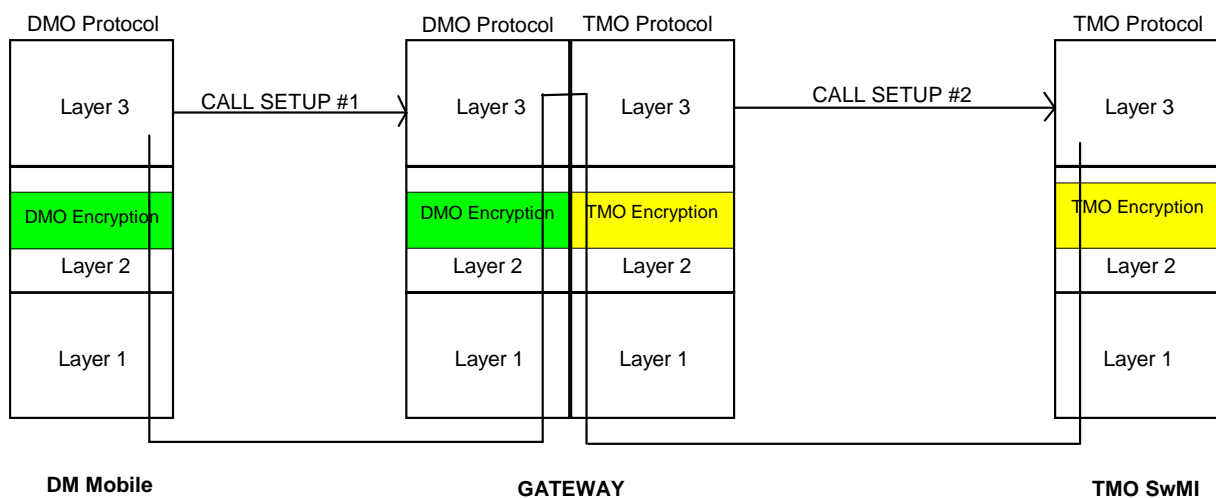 DMO Protocol
DMO Protocol
TMO Protocol
TMO Protocol
Layer 3
CALL SETUP #1
Layer 3
Layer 3
CALL SETUP #2
Layer 3
DMO Encryption
DMO Encryption
TMO Encryption
TMO Encryption
Layer 2
Layer 2
Layer 2
Layer 2
Layer 1
Layer 1
Layer 1
Layer 1
DM Mobile
GATEWAY
TMO SwMI